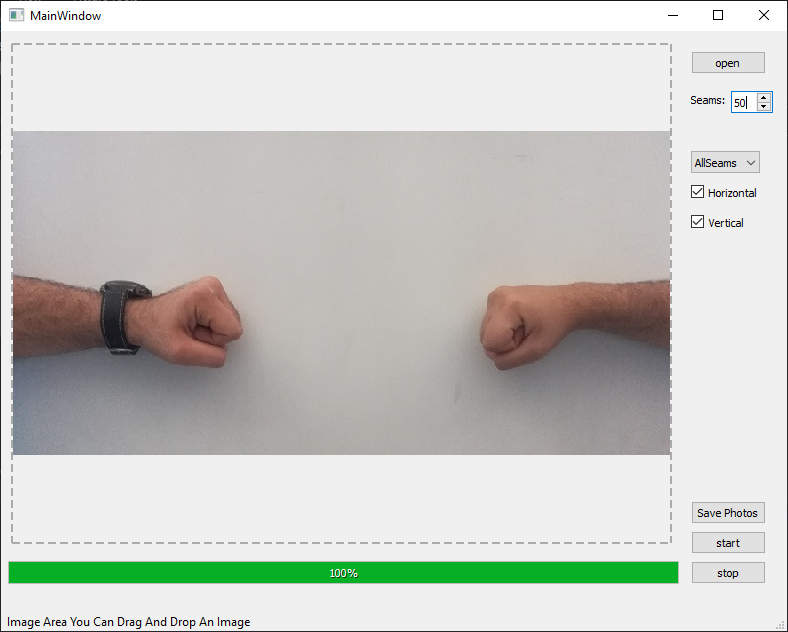 MainWindow
open
Seams: 50
AllSeams
Horizontal
Vertical
Save Photos
start
100%
stop
Image Area You Can Drag And Drop An Image